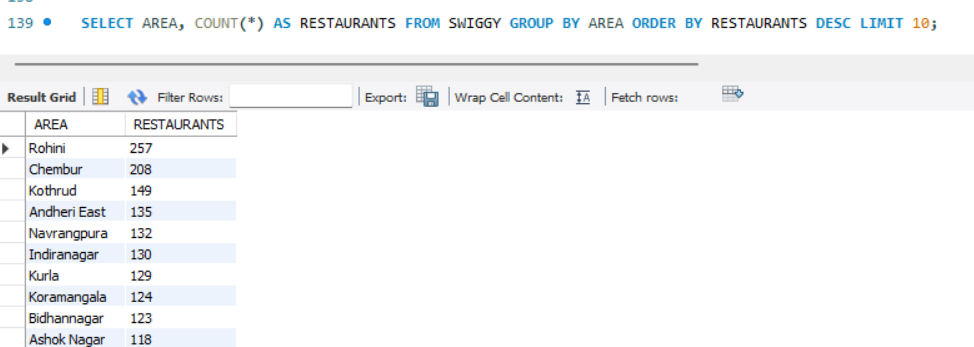 139 SELECT AREA, COUNT(*) AS RESTAURANTS FROM SWIGGY GROUP BY AREA ORDER BY RESTAURANTS DESC LIMIT 10;
Result Grid Filter Rows: Export: Wrap Cell Content: Fetch rows:
AREA RESTAURANTS
Rohini 257
Chembur 208
Kothrud 149
Andheri East 135
Navrangpura 132
Indiranagar 130
Kurla 129
Koramangala 124
Bidhannagar 123
Ashok Nagar 118